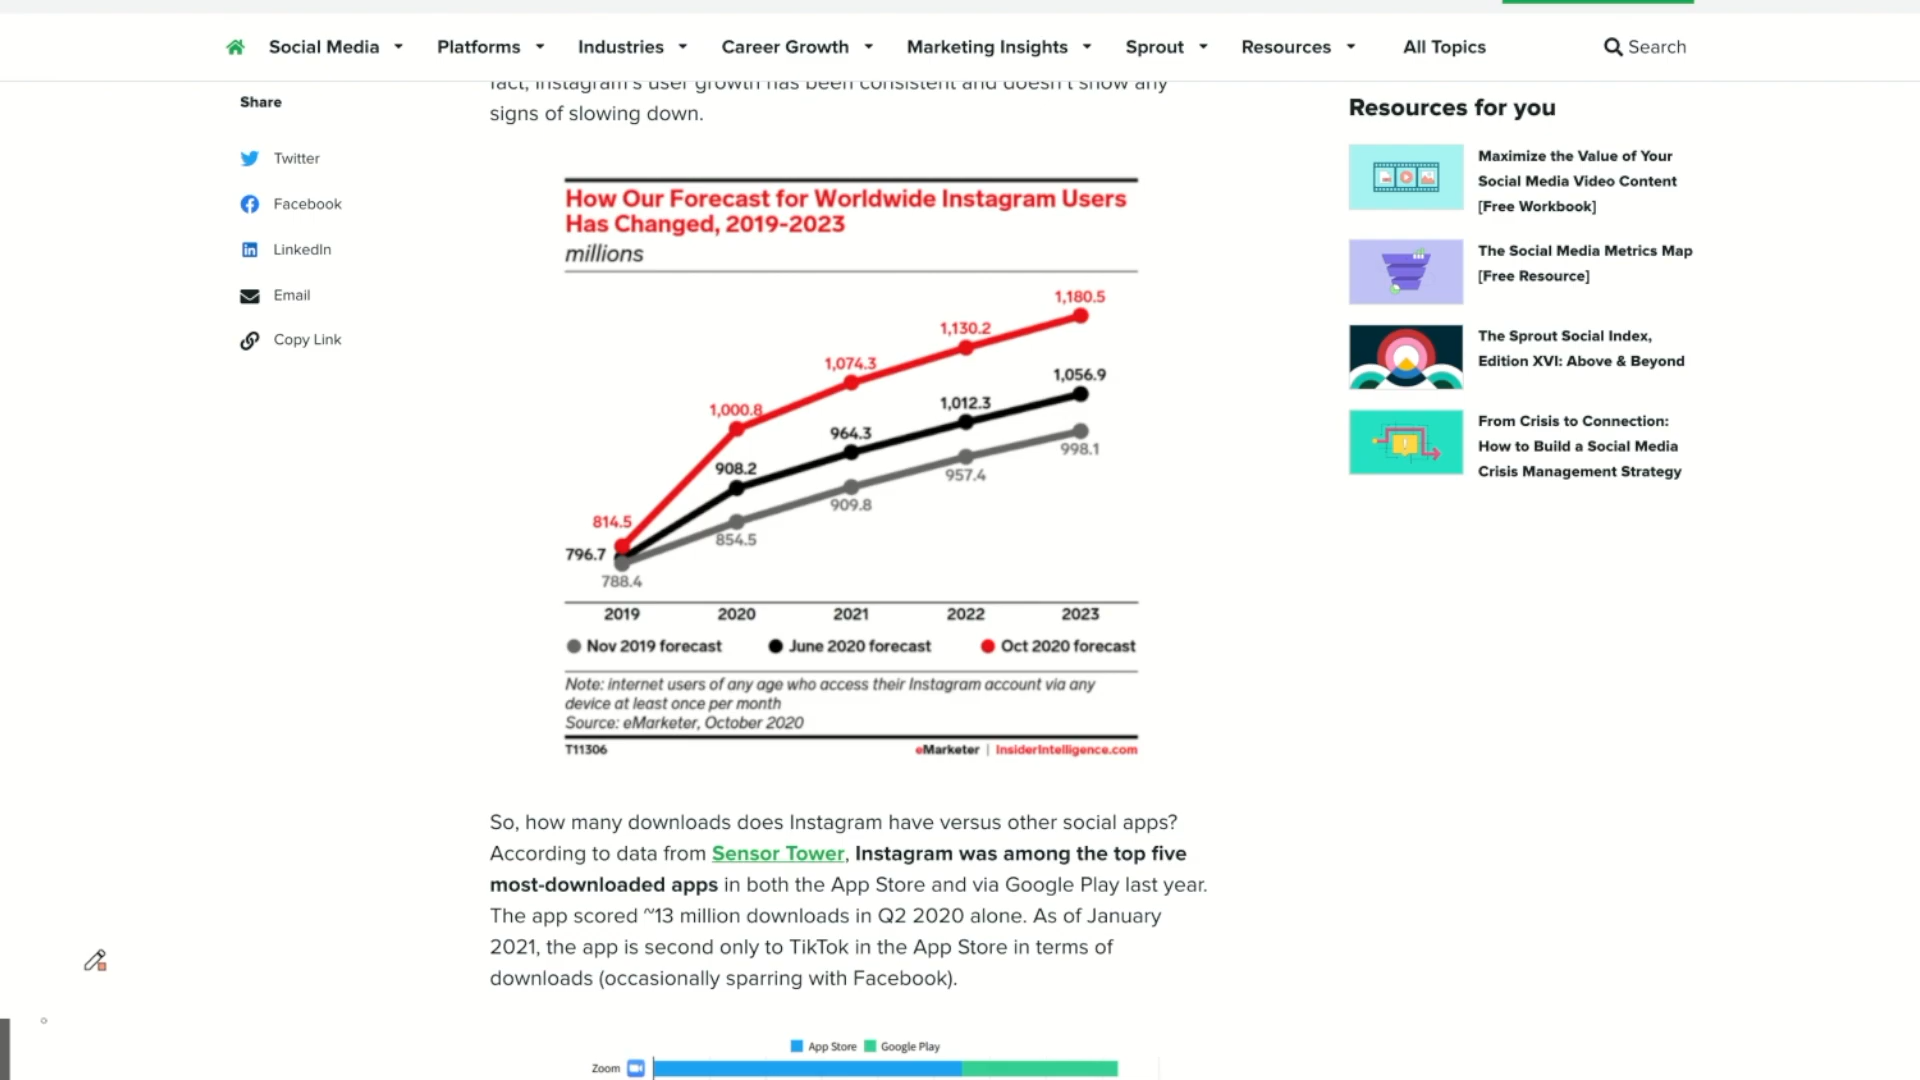 Social Media Platforms Industries Career Growth Marketing Insights Sprout Resources All Topics Search
Share
Twitter
Facebook
LinkedIn
Email
Copy Link
fact, Instagram's user growth has been consistent and doesn't show any
signs of slowing down.
How Our Forecast for Worldwide Instagram Users
Has Changed, 2019-2023
millions
1,180.5
1,130.2
1,074.3
1,056.9
1,000.8
1,012.3
964.3
998.1
908.2
957.4
909.8
814.5
854.5
796.7
788.4
2019 2020 2021 2022 2023
Nov 2019 forecast June 2020 forecast Oct 2020 forecast
Note: internet users of any age who access their Instagram account via any
device at least once per month
Source: eMarketer, October 2020
T11306 eMarketer | InsiderIntelligence.com
So, how many downloads does Instagram have versus other social apps?
According to data from Sensor Tower, Instagram was among the top five
most-downloaded apps in both the App Store and via Google Play last year.
The app scored ~13 million downloads in Q2 2020 alone. As of January
2021, the app is second only to TikTok in the App Store in terms of
downloads (occasionally sparring with Facebook).
App Store Google Play
Zoom
Resources for you
Maximize the Value of Your
Social Media Video Content
[Free Workbook]
The Social Media Metrics Map
[Free Resource]
The Sprout Social Index,
Edition XVI: Above & Beyond
From Crisis to Connection:
How to Build a Social Media
Crisis Management Strategy